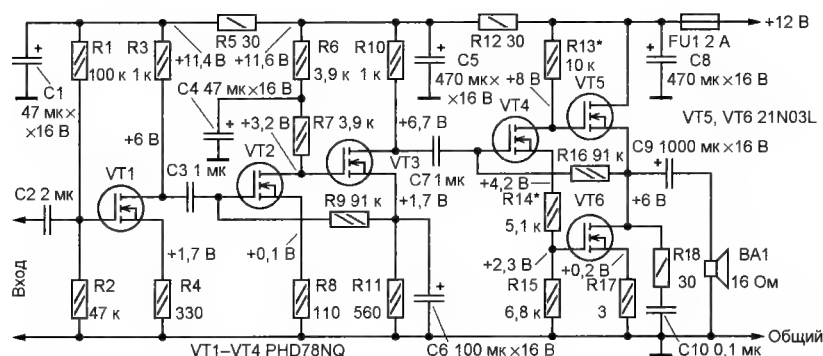 +12 В
R5 30
R12 30
FU1 2 А
R1
100 к
R3
1 к
+11,4 В
+11,6 В
R6
3,9 к
R10
1 к
C5
470 мк×
×16 В
R13*
10 к
C8
470 мк×16 В
C1
47 мк×
×16 В
C4 47 мк×16 В
+8 В
VT5
VT4
VT5, VT6 21N03L
+6 В
+3,2 В
R7 3,9 к
+6,7 В
C9 1000 мк×16 В
VT2
VT3
R16 91 к
C3 1 мк
C7 1 мк
C2 2 мк
VT1
+4,2 В
+6 В
R9 91 к
+1,7 В
R14*
5,1 к
VT6
Вход
+1,7 В
+0,1 В
+2,3 В
+0,2 В
R18
30
BA1
16 Ом
R2
47 к
R4
330
R8
110
R11
560
R15
6,8 к
R17
3
VT1–VT4 PHD78NQ
C6 100 мк×16 В
C10 0,1 мк
Общий